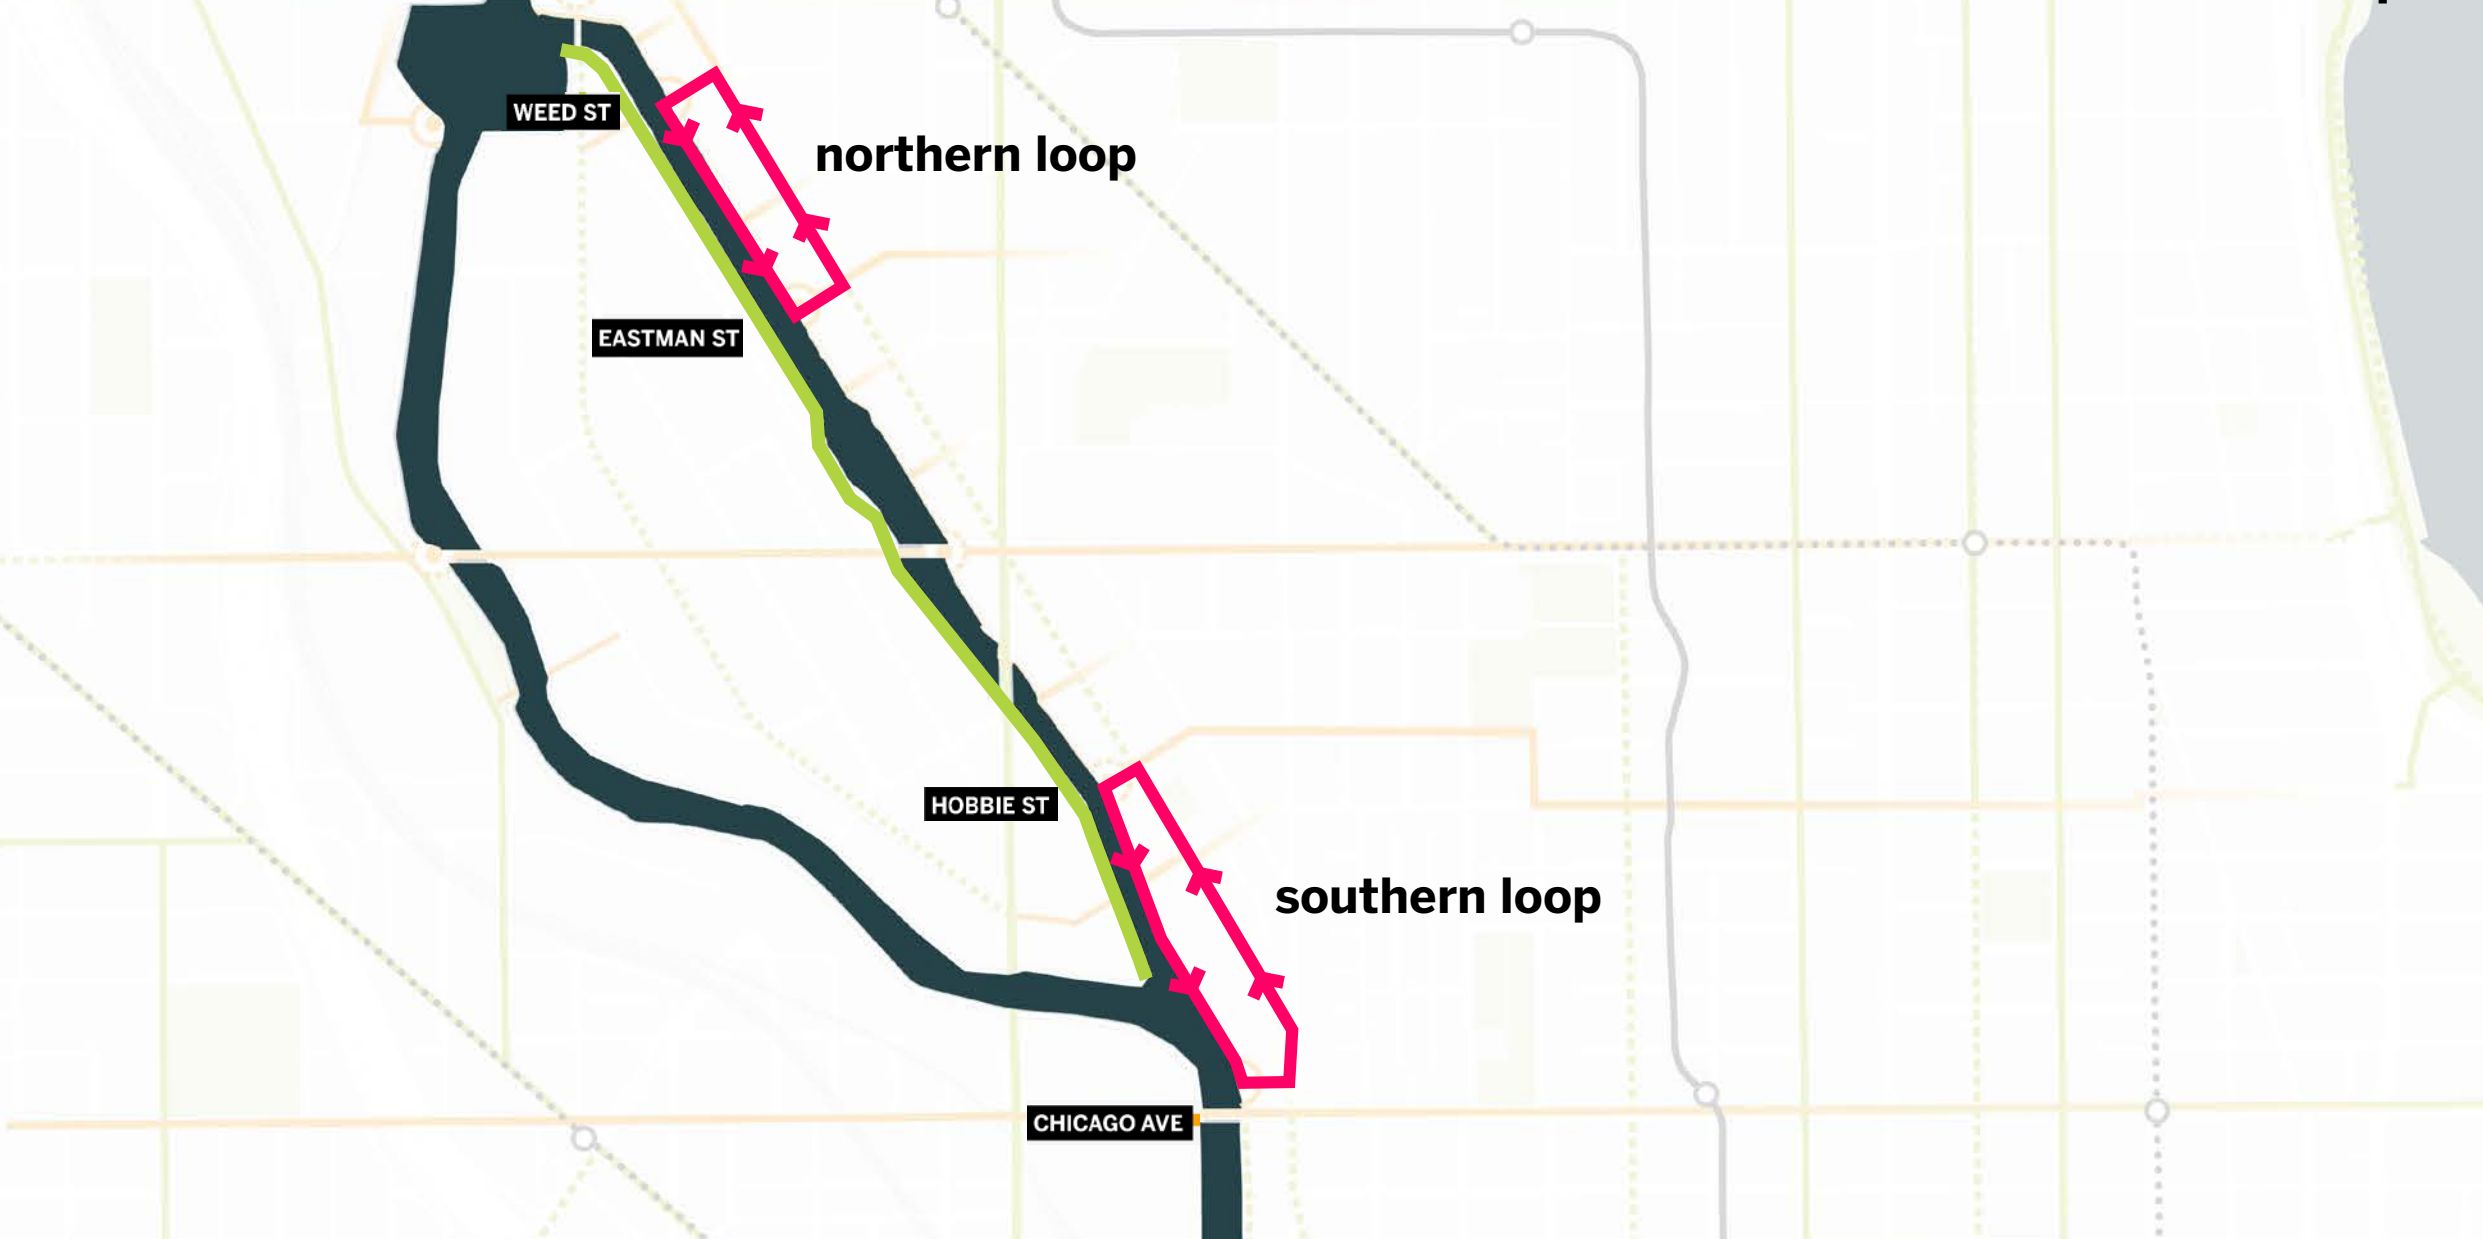 WEED ST
northern loop
EASTMAN ST
HOBBIE ST
southern loop
CHICAGO AVE